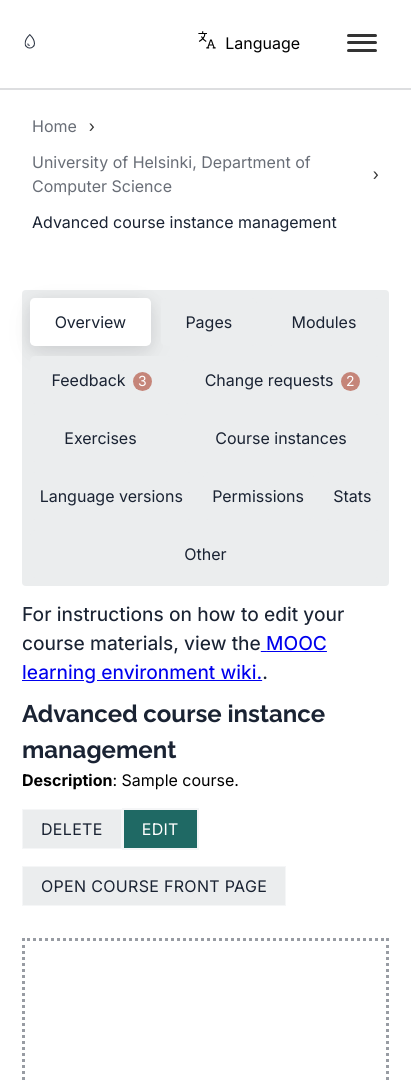 Language
Home ›
University of Helsinki, Department of
Computer Science ›
Advanced course instance management
Overview Pages Modules
Feedback 3 Change requests 2
Exercises Course instances
Language versions Permissions Stats
Other
For instructions on how to edit your
course materials, view the MOOC
learning environment wiki..
Advanced course instance
management
Description: Sample course.
DELETE EDIT
OPEN COURSE FRONT PAGE